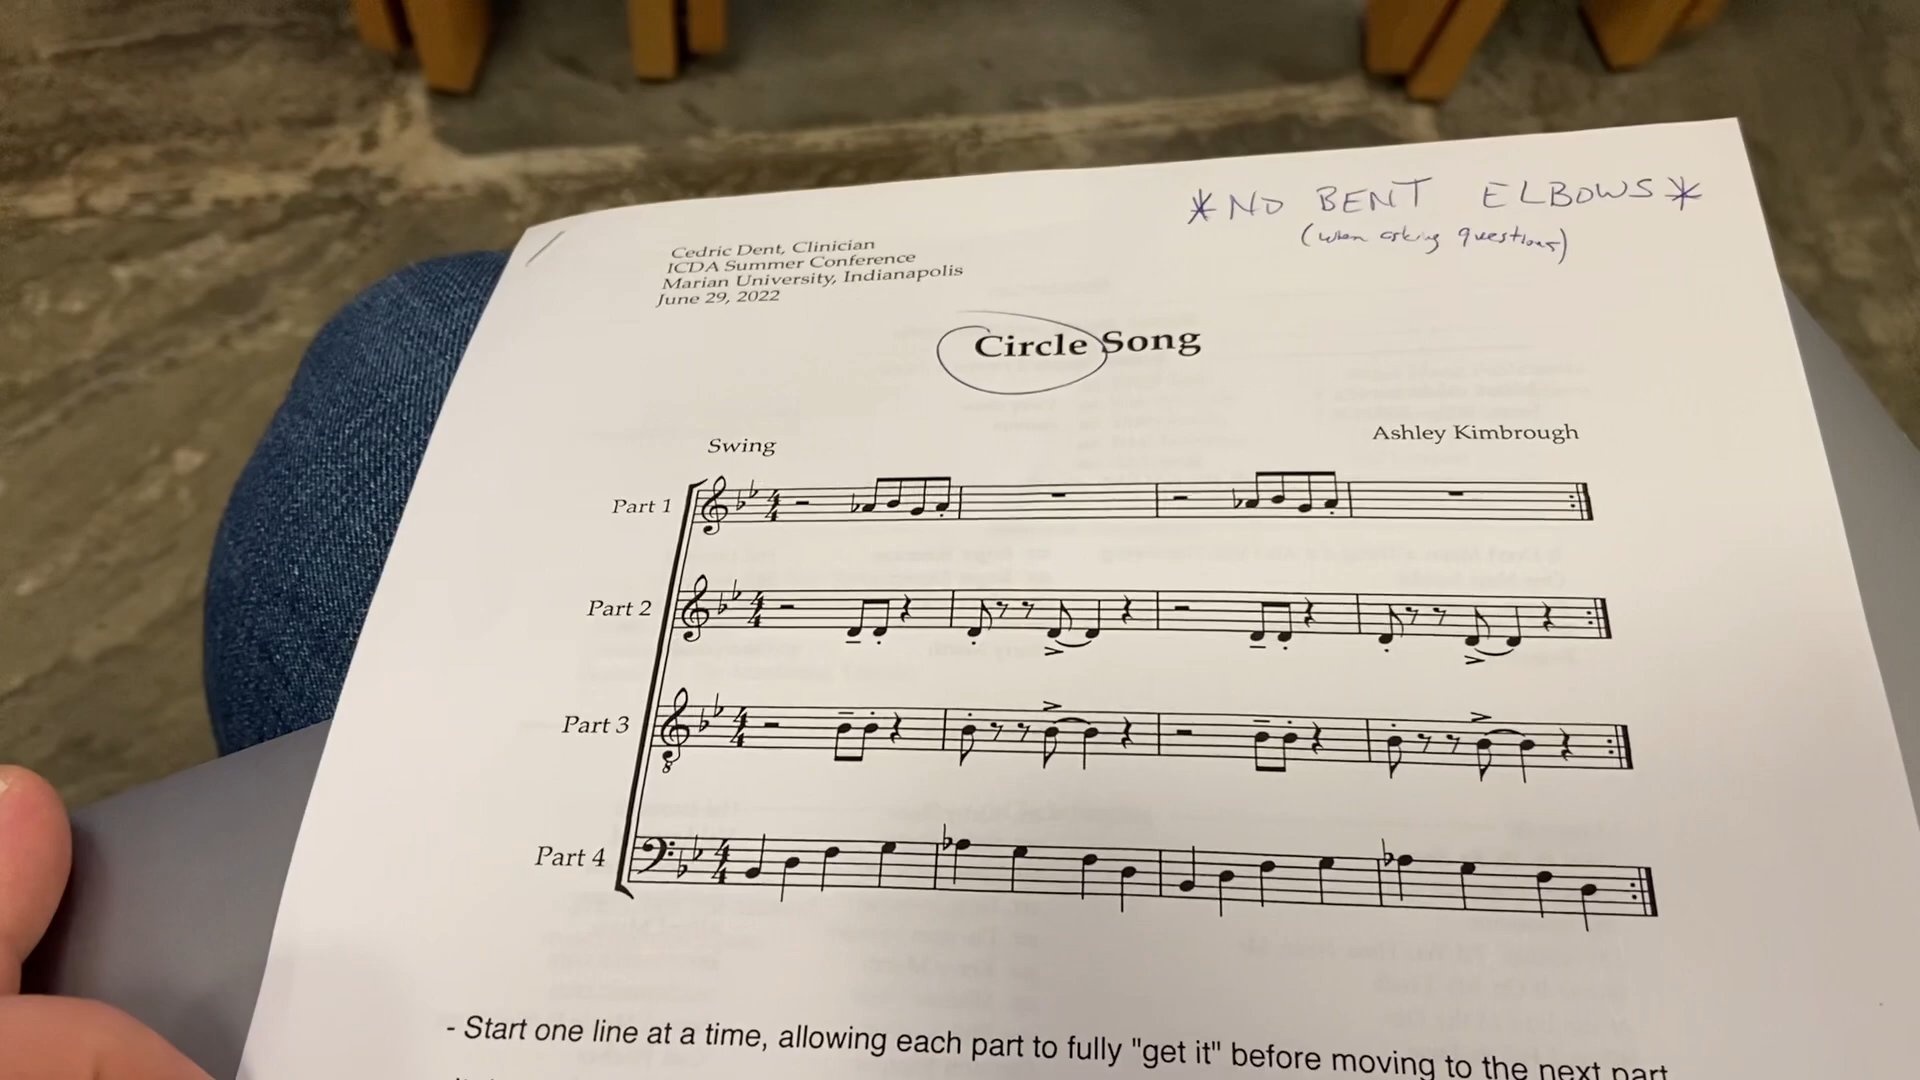 *NO BENT ELBOWS*
(when asking questions)
Cedric Dent, Clinician
ICDA Summer Conference
Marian University, Indianapolis
June 29, 2022
Circle Song
Swing
Ashley Kimbrough
Part 1
Part 2
Part 3
Part 4
- Start one line at a time, allowing each part to fully "get it" before moving to the next part